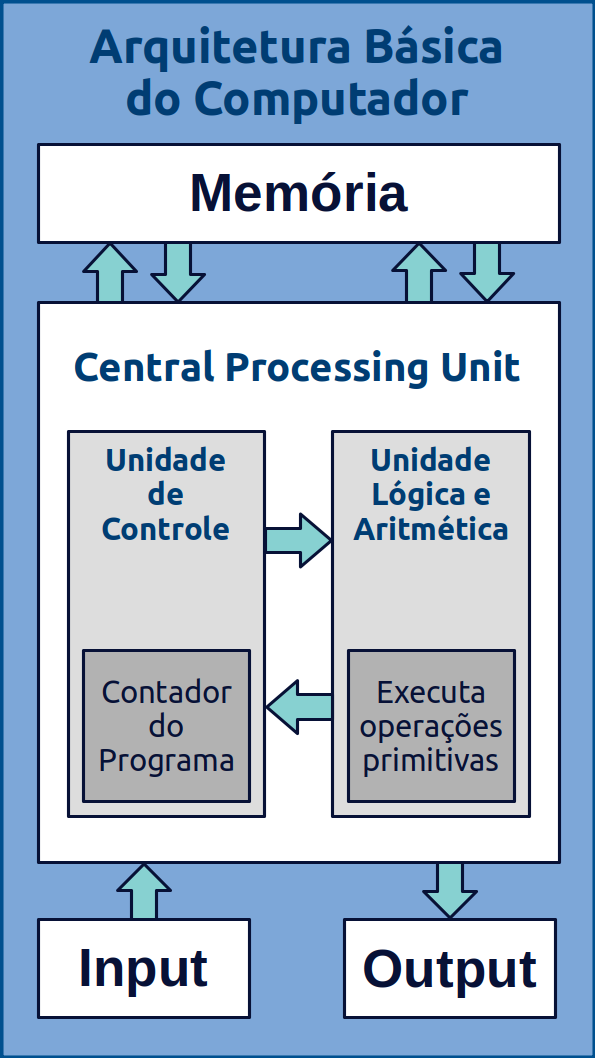 Arquitetura Básica
do Computador
Memória
Central Processing Unit
Unidade
de
Controle
Unidade
Lógica e
Aritmética
Contador
do
Programa
Executa
operações
primitivas
Input
Output